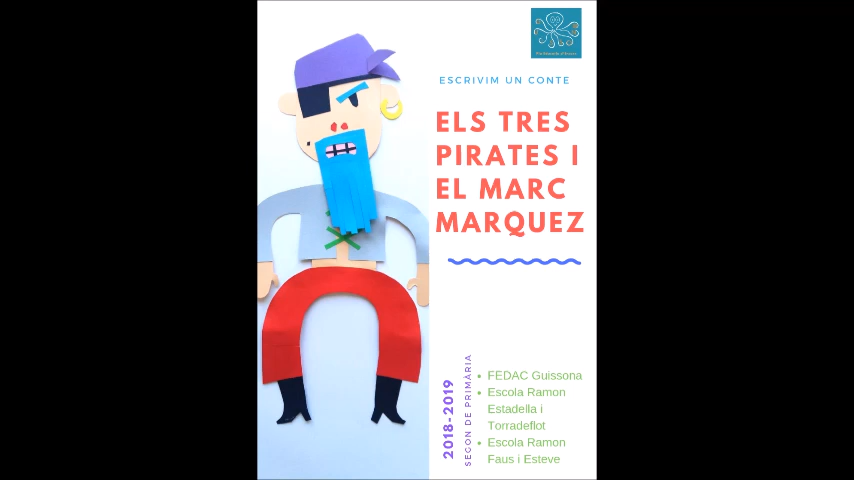 ESCRIVIM UN CONTE
ELS TRES
PIRATES I
EL MARC
MARQUEZ
2018-2019
SEGON DE PRIMÀRIA
FEDAC Guissona
Escola Ramon
Estadella i
Torradeflot
Escola Ramon
Faus i Esteve